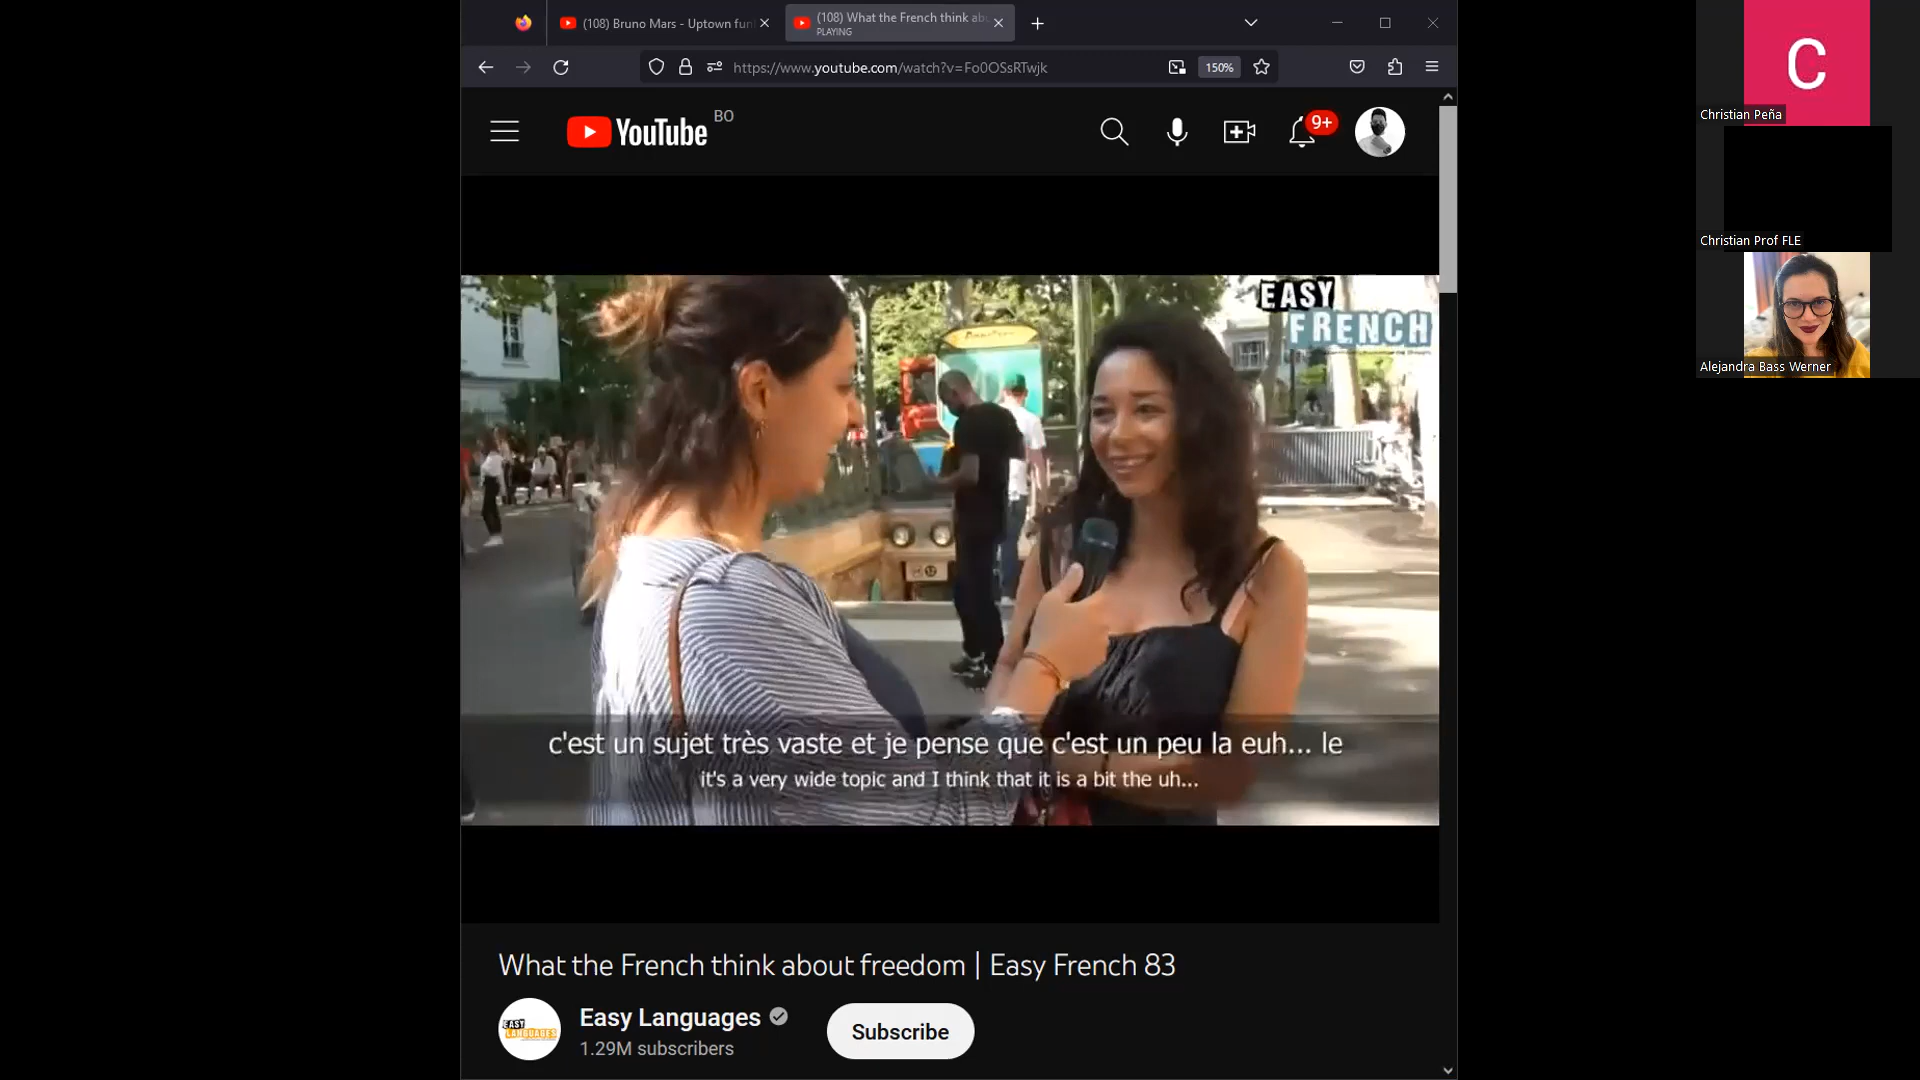 (108) Bruno Mars - Uptown fun
(108) What the French think abo
PLAYING
https://www.youtube.com/watch?v=Fo0OSsRTwjk
150%
YouTube
BO
9+
EASY
FRENCH
c'est un sujet très vaste et je pense que c'est un peu la euh... le
it's a very wide topic and I think that it is a bit the uh...
What the French think about freedom | Easy French 83
EASY
LANGUAGES
Easy Languages
1.29M subscribers
Subscribe
C
Christian Peña
Christian Prof FLE
Alejandra Bass Werner